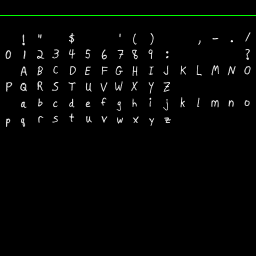 ! " $ ' ( ) , - . /
0 1 2 3 4 5 6 7 8 9 : ?
A B C D E F G H I J K L M N O
P Q R S T U V W X Y Z
a b c d e f g h i j k l m n o
p q r s t u v w x y z